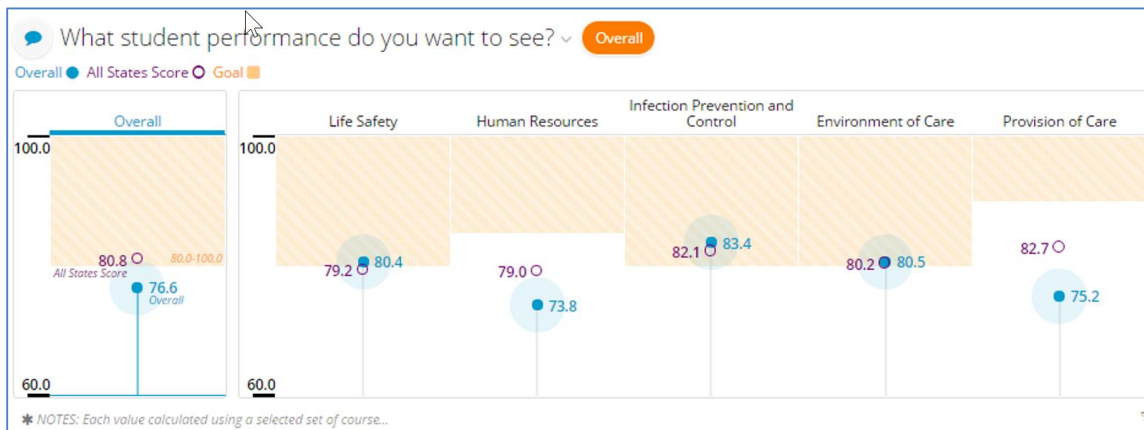 What student performance do you want to see? Overall
Overall All States Score Goal
Overall
100.0
80.8
All States Score
80.0-100.0
76.6
Overall
60.0
Life Safety
Human Resources
Infection Prevention and
Control
Environment of Care
Provision of Care
100.0
79.2
80.4
79.0
73.8
82.1
83.4
80.2
80.5
82.7
75.2
60.0
✱ NOTES: Each value calculated using a selected set of course...